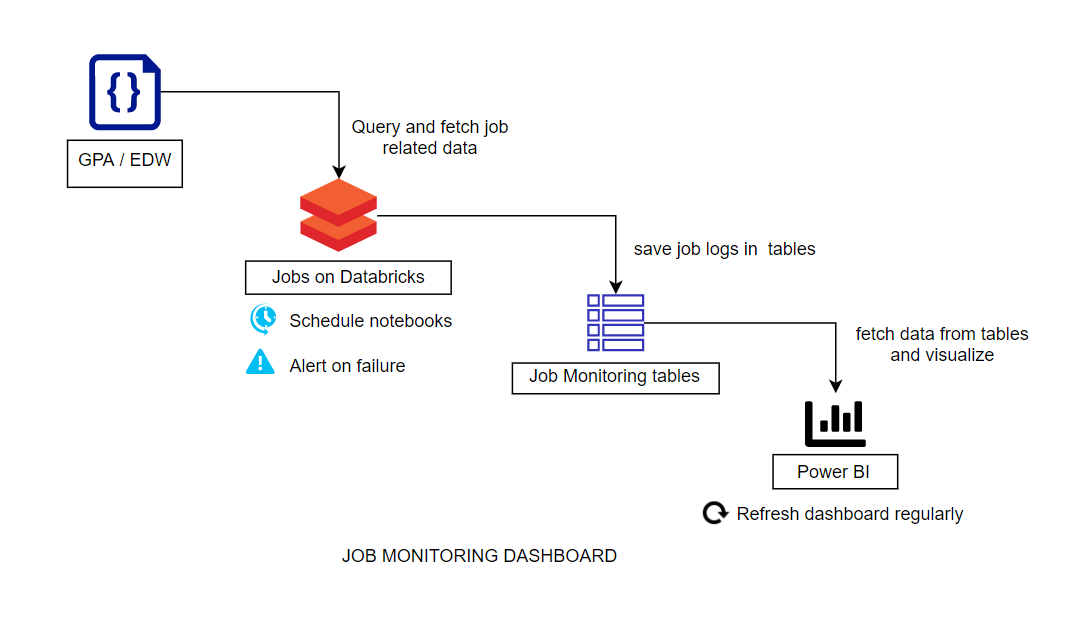 GPA / EDW
Query and fetch job
related data
Jobs on Databricks
Schedule notebooks
Alert on failure
save job logs in  tables
Job Monitoring tables
fetch data from tables
and visualize
Power BI
Refresh dashboard regularly
JOB MONITORING DASHBOARD